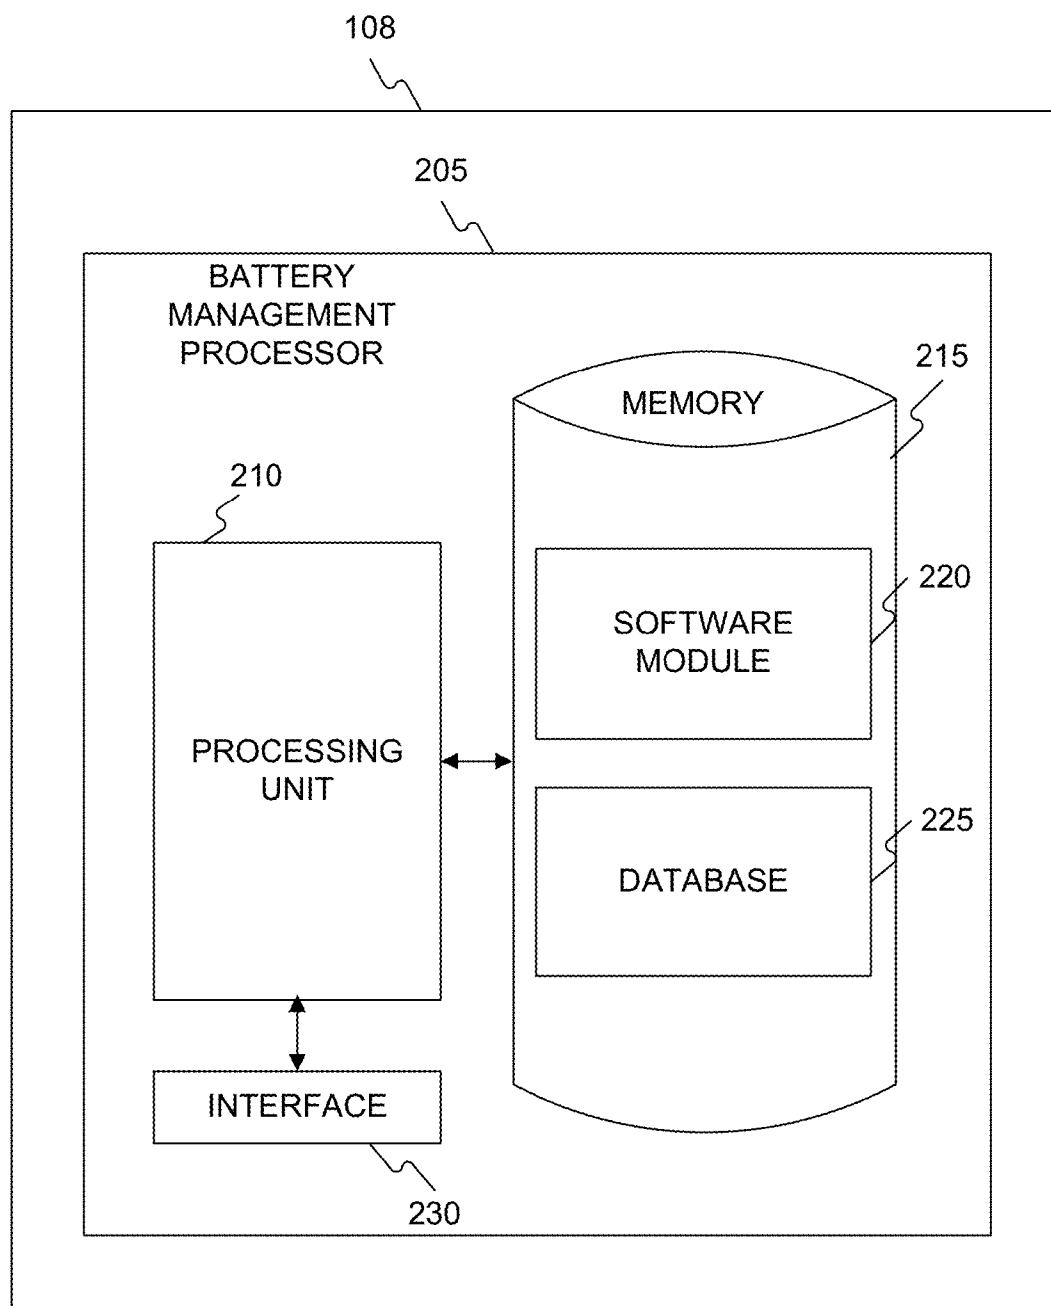 108
205
BATTERY
MANAGEMENT
PROCESSOR
215
MEMORY
210
220
SOFTWARE
MODULE
PROCESSING
UNIT
225
DATABASE
INTERFACE
230